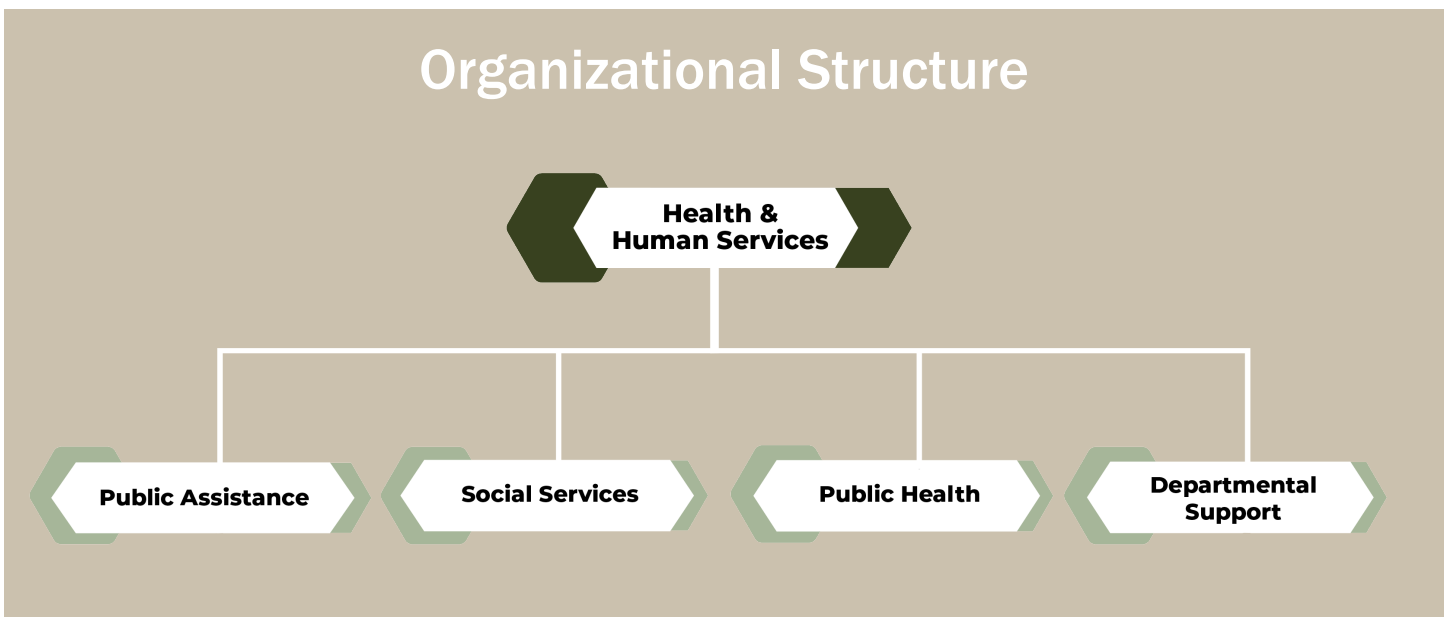 Organizational Structure
Health &
Human Services
Public Assistance
Social Services
Public Health
Departmental
Support